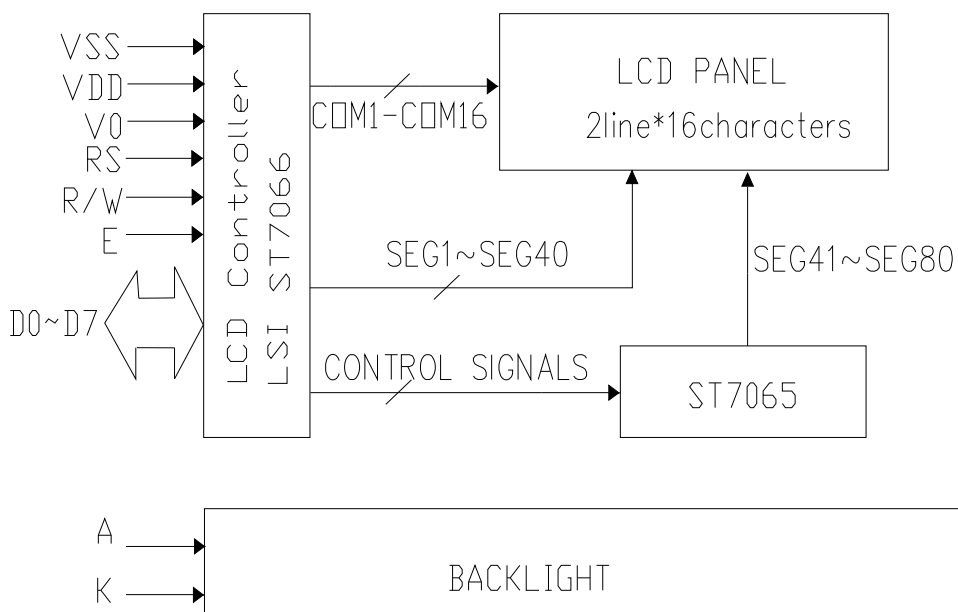 VSS
VDD
V0
RS
R/W
E
D0~D7
LCD Controller
LSI ST7066
COM1-COM16
LCD PANEL
2line*16characters
SEG1~SEG40
SEG41~SEG80
CONTROL SIGNALS
ST7065
A
K
BACKLIGHT